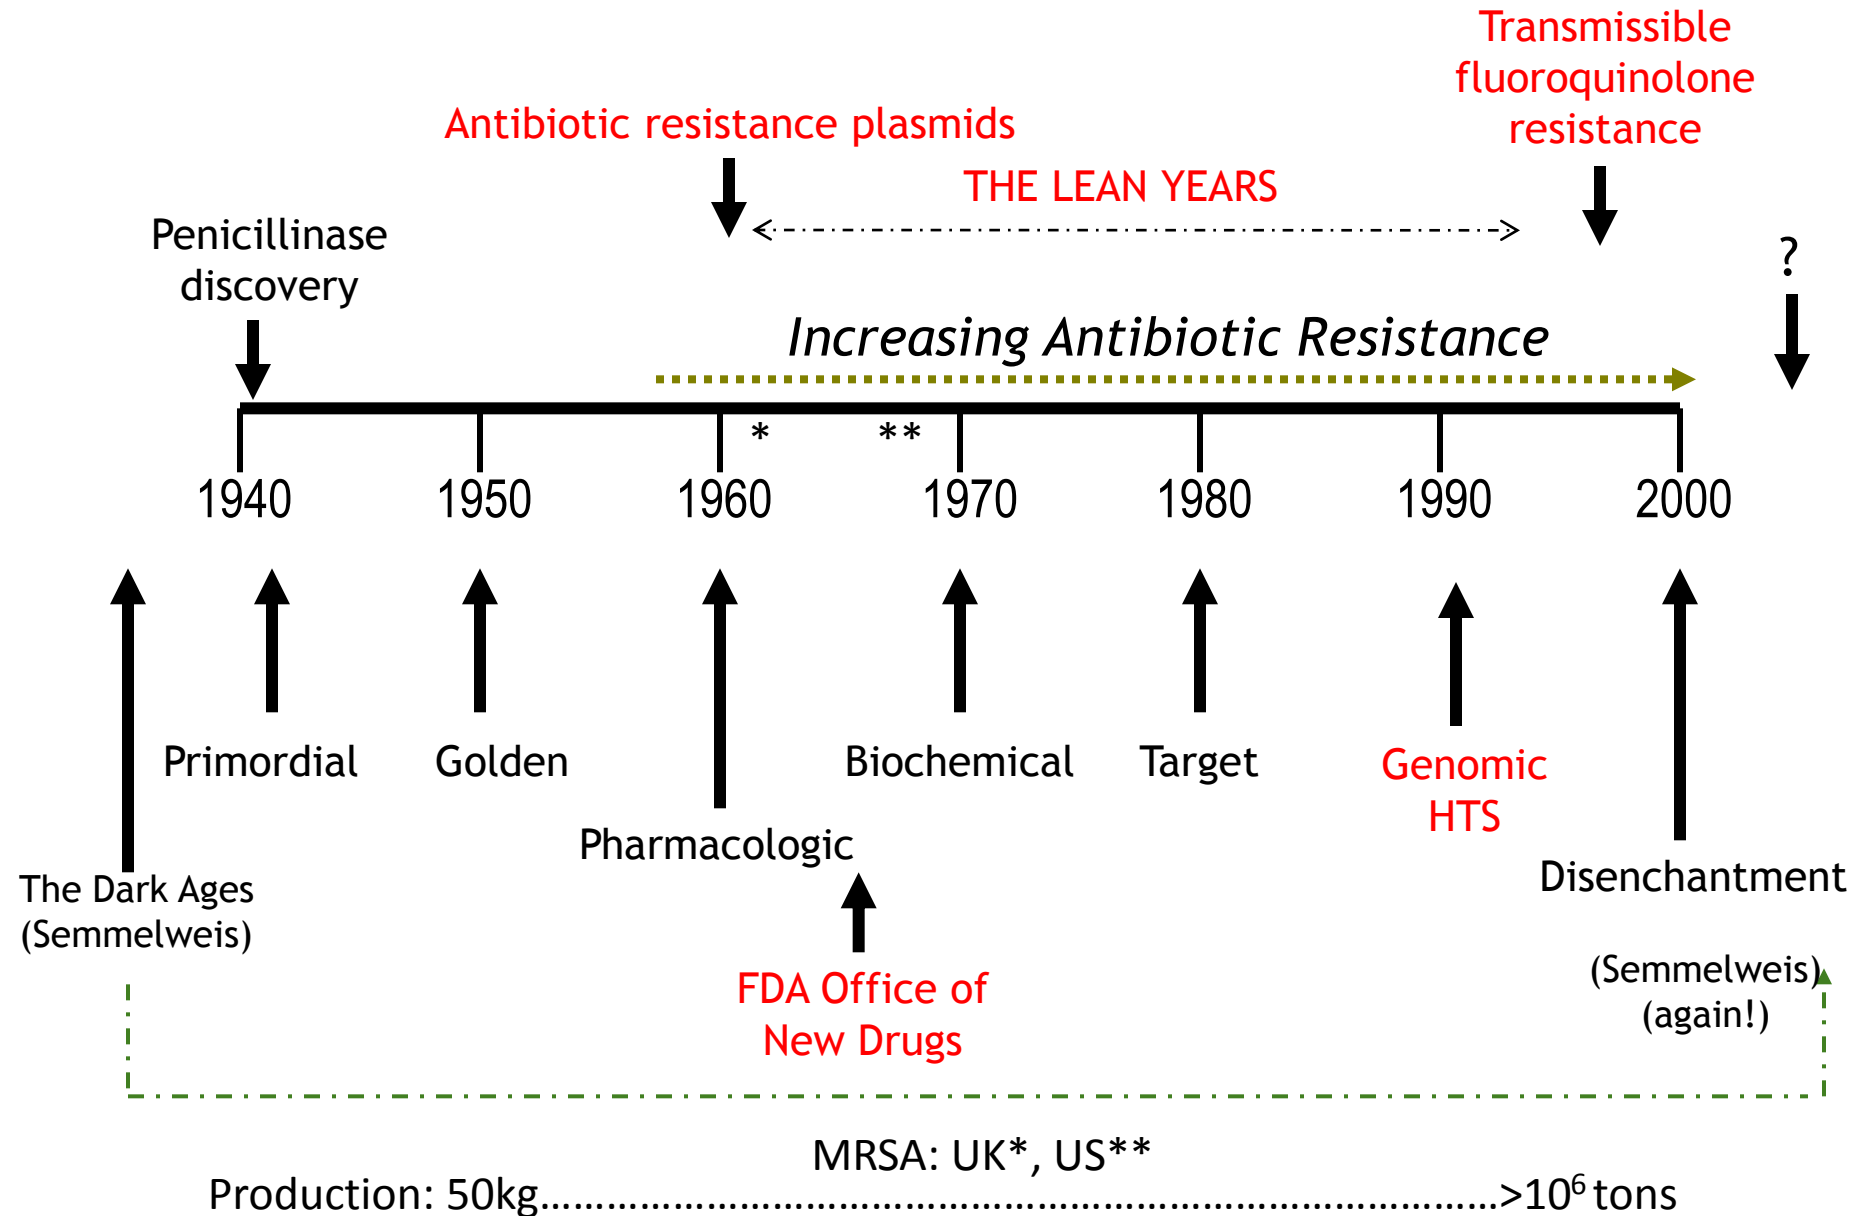 Transmissible
fluoroquinolone
resistance
Antibiotic resistance plasmids
THE LEAN YEARS
Penicillinase
discovery
?
Increasing Antibiotic Resistance
* **
1940 1950 1960 1970 1980 1990 2000
Primordial Golden Biochemical Target Genomic
HTS
Pharmacologic
The Dark Ages
(Semmelweis)
Disenchantment
FDA Office of
New Drugs
(Semmelweis)
(again!)
MRSA: UK*, US**
Production: 50kg……………………………………………………………………………>10⁶ tons